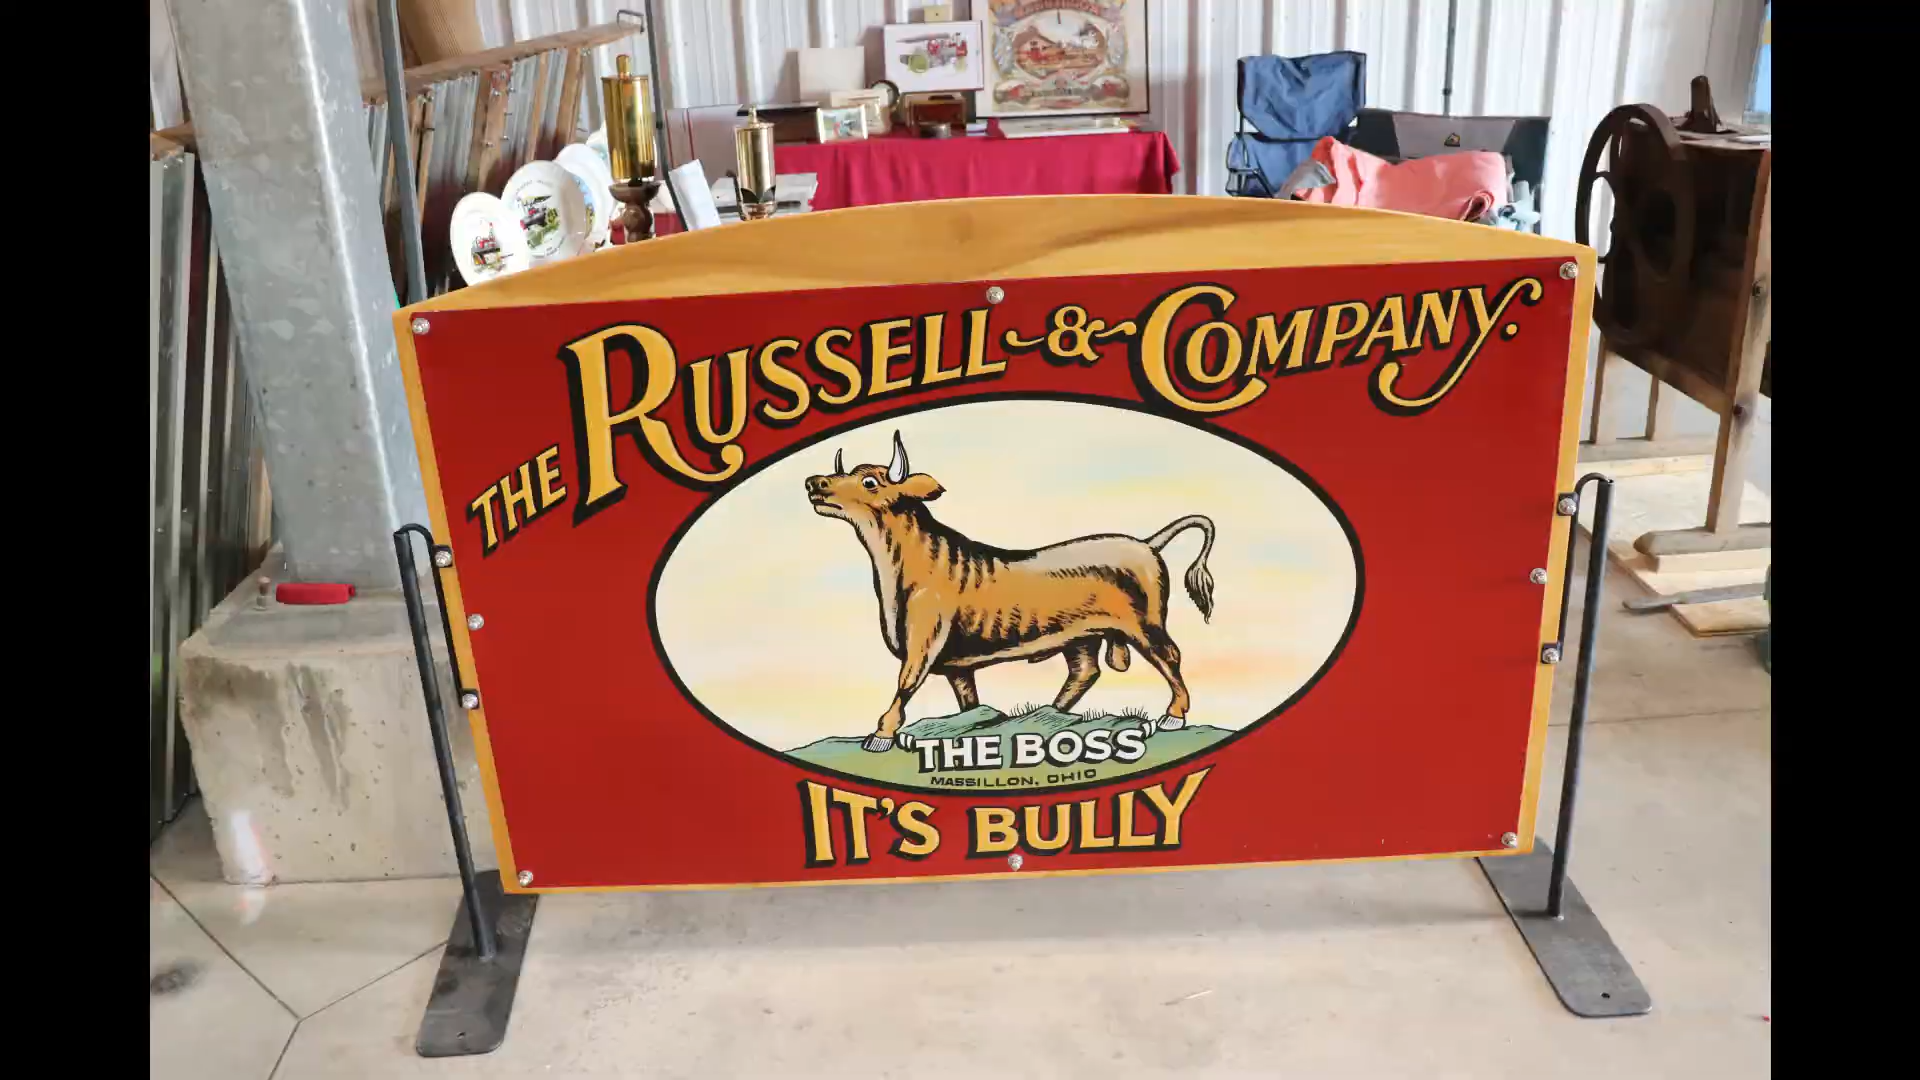 THE RUSSELL & COMPANY.
"THE BOSS"
MASSILLON, OHIO
IT'S BULLY